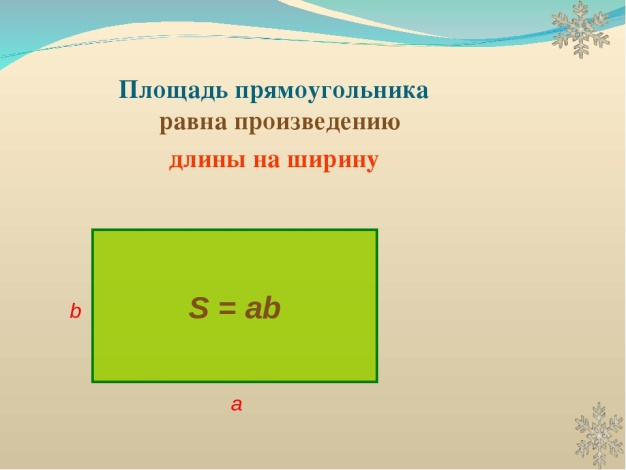 Площадь прямоугольника
равна произведению
длины на ширину
S = ab
b
a